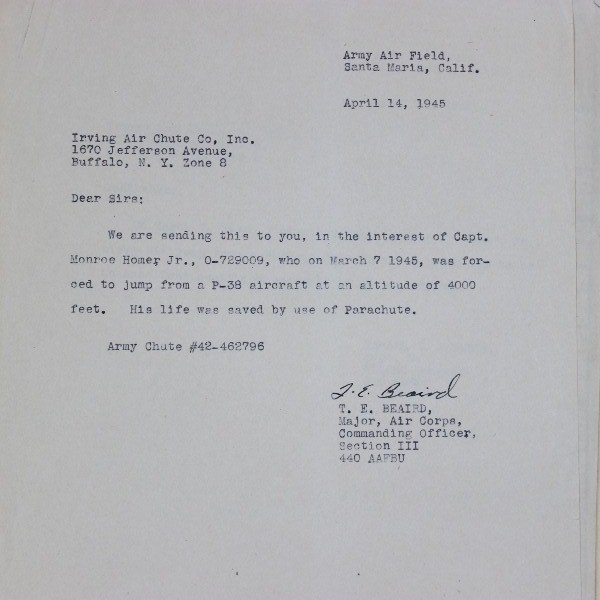 Army Air Field,
Santa Maria, Calif.
April 14, 1945
Irving Air Chute Co, Inc.
1670 Jefferson Avenue,
Buffalo, N. Y. Zone 8
Dear Sirs:
We are sending this to you, in the interest of Capt.
Monroe Homer Jr., 0-729009, who on March 7 1945, was for-
ced to jump from a P-38 aircraft at an altitude of 4000
feet. His life was saved by use of Parachute.
Army Chute #42-462796
T. E. Beaird
T. E. BEAIRD,
Major, Air Corps,
Commanding Officer,
Section III
440 AAFBU